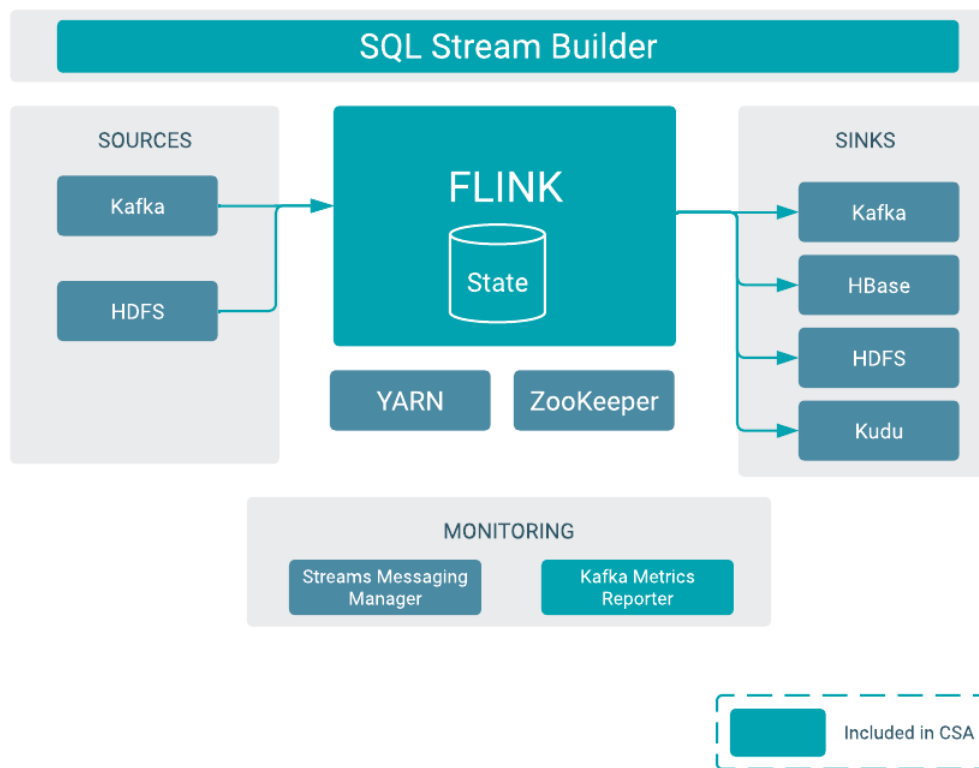 SQL Stream Builder
SOURCES
Kafka
HDFS
FLINK
State
YARN
ZooKeeper
SINKS
Kafka
HBase
HDFS
Kudu
MONITORING
Streams Messaging
Manager
Kafka Metrics
Reporter
Included in CSA